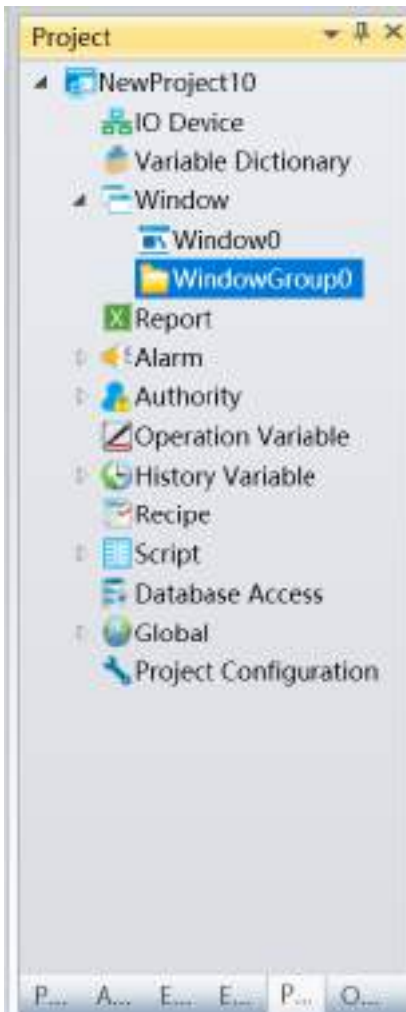 Project
NewProject10
IO Device
Variable Dictionary
Window
Window0
WindowGroup0
Report
Alarm
Authority
Operation Variable
History Variable
Recipe
Script
Database Access
Global
Project Configuration
P... A... E... E... P... O...